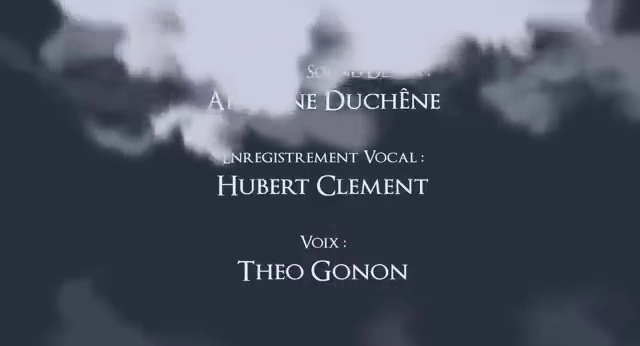 Duchêne
Enregistrement Vocal :
Hubert Clement
Voix :
Theo Gonon